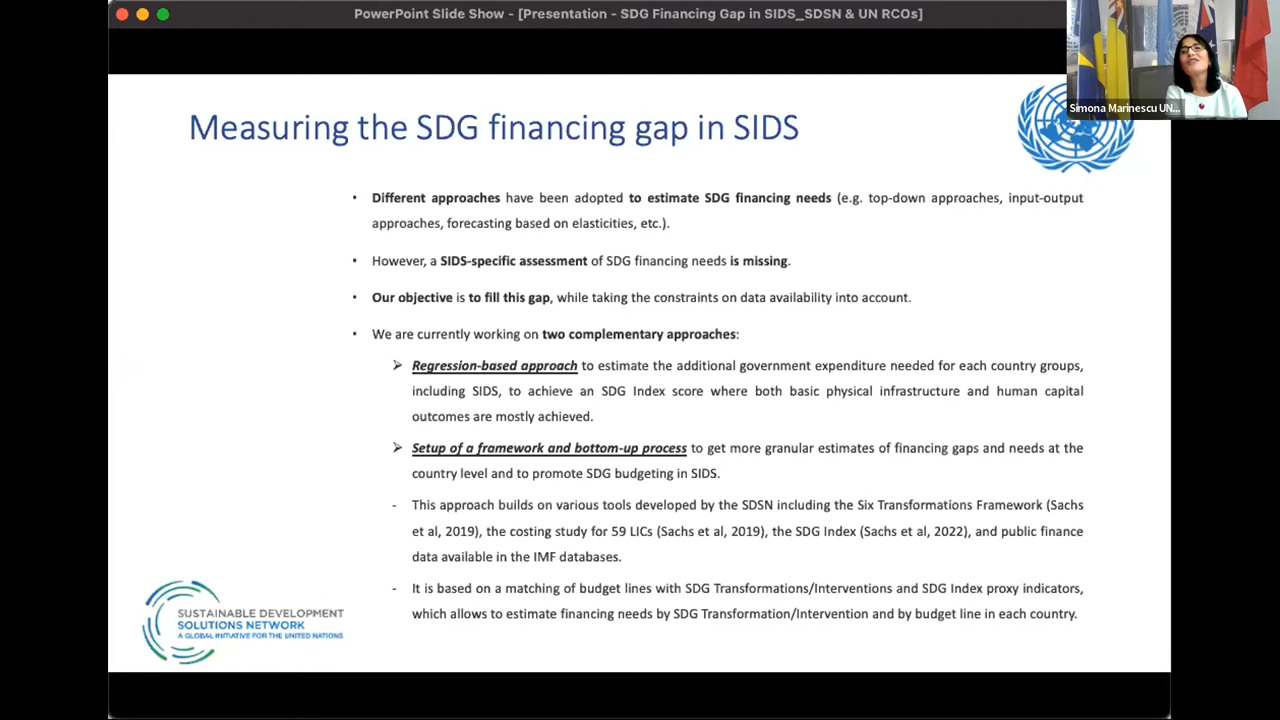 PowerPoint Slide Show - [Presentation - SDG Financing Gap in SIDS_SDSN & UN RCOs]
Simona Marinescu UN...
Measuring the SDG financing gap in SIDS
• Different approaches have been adopted to estimate SDG financing needs (e.g. top-down approaches, input-output
approaches, forecasting based on elasticities, etc.).
• However, a SIDS-specific assessment of SDG financing needs is missing.
• Our objective is to fill this gap, while taking the constraints on data availability into account.
• We are currently working on two complementary approaches:
➢ Regression-based approach to estimate the additional government expenditure needed for each country groups,
including SIDS, to achieve an SDG Index score where both basic physical infrastructure and human capital
outcomes are mostly achieved.
➢ Setup of a framework and bottom-up process to get more granular estimates of financing gaps and needs at the
country level and to promote SDG budgeting in SIDS.
- This approach builds on various tools developed by the SDSN including the Six Transformations Framework (Sachs
et al, 2019), the costing study for 59 LICs (Sachs et al, 2019), the SDG Index (Sachs et al, 2022), and public finance
data available in the IMF databases.
- It is based on a matching of budget lines with SDG Transformations/Interventions and SDG Index proxy indicators,
which allows to estimate financing needs by SDG Transformation/Intervention and by budget line in each country.
SUSTAINABLE DEVELOPMENT
SOLUTIONS NETWORK
A GLOBAL INITIATIVE FOR THE UNITED NATIONS